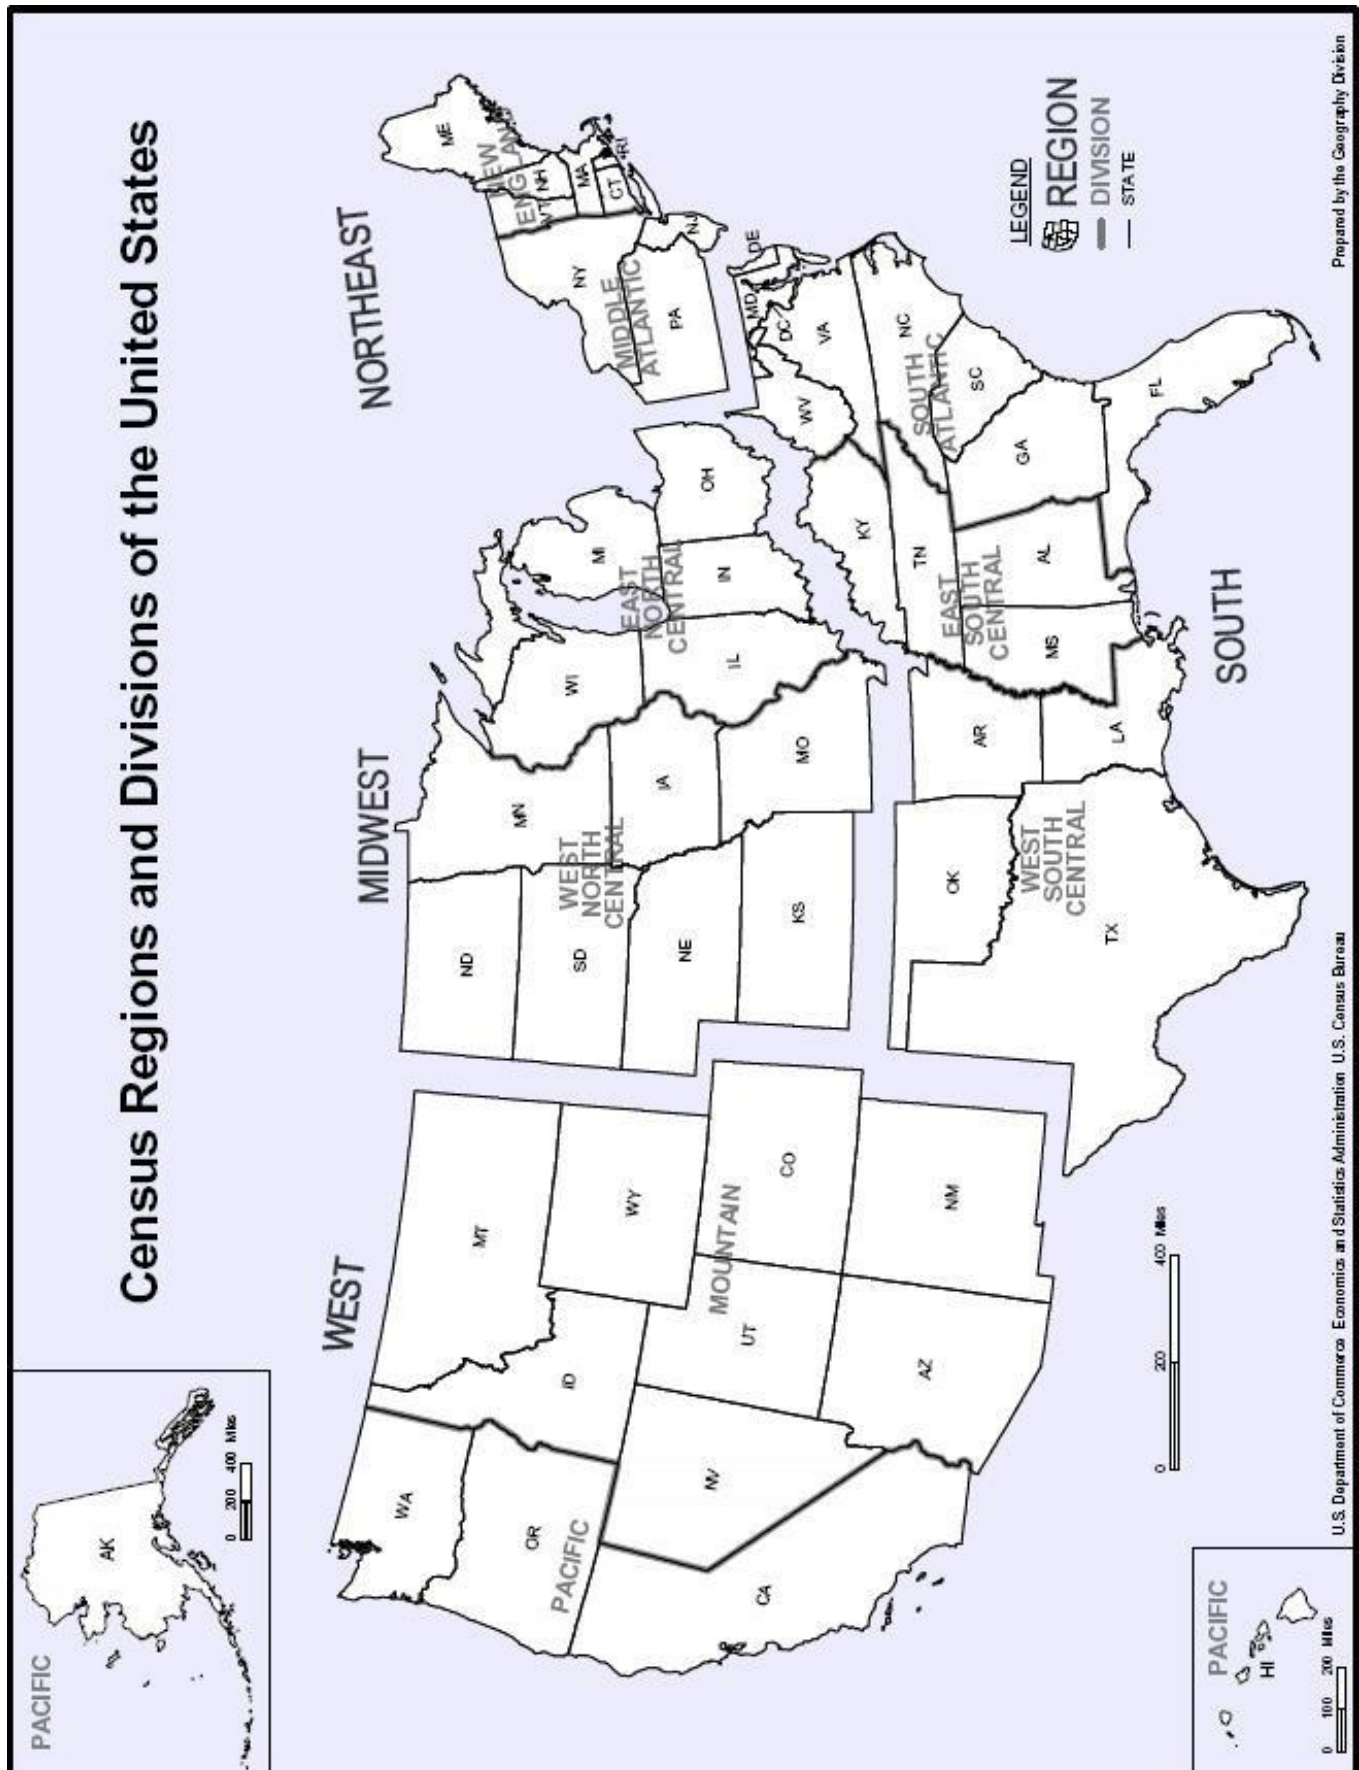 Census Regions and Divisions of the United States
PACIFIC
AK
0 200 400 Miles
WEST
MIDWEST
NORTHEAST
WA
MT
ND
MN
ME
NEW
ENGLAND
VT
NH
MA
CT
RI
OR
ID
WY
SD
WI
MI
NY
MIDDLE
ATLANTIC
PA
NJ
PACIFIC
NV
UT
MOUNTAIN
CO
NE
WEST
NORTH
CENTRAL
IA
EAST
NORTH
CENTRAL
IL
IN
OH
DE
MD
DC
CA
AZ
NM
KS
MO
KY
WV
VA
OK
AR
TN
NC
SOUTH
ATLANTIC
SC
WEST
SOUTH
CENTRAL
TX
LA
EAST
SOUTH
CENTRAL
MS
AL
GA
FL
SOUTH
LEGEND
REGION
DIVISION
STATE
0 200 400 Miles
PACIFIC
HI
0 100 200 Miles
U.S. Department of Commerce Economics and Statistics Administration U.S. Census Bureau
Prepared by the Geography Division